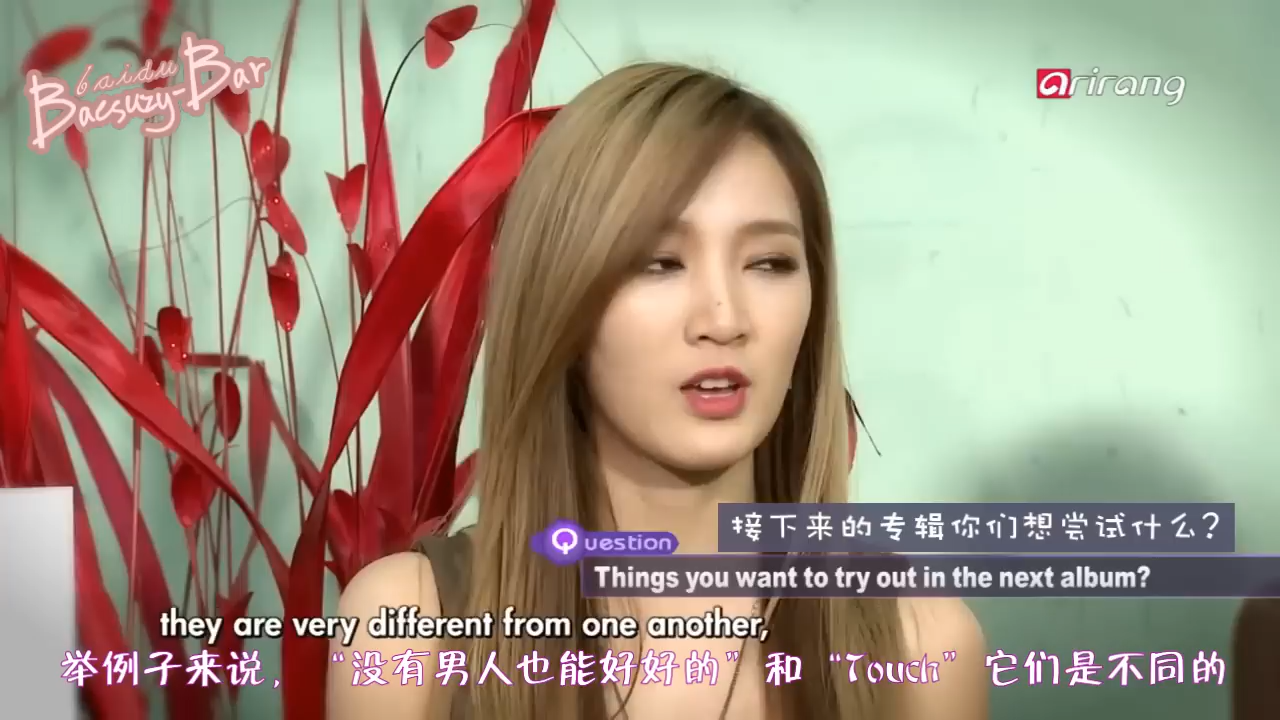 baidu
Baesuzy-Bar
arirang
接下来的专辑你们想尝试什么？
Question
Things you want to try out in the next album?
they are very different from one another,
举例子来说，“没有男人也能好好的”和“Touch”它们是不同的